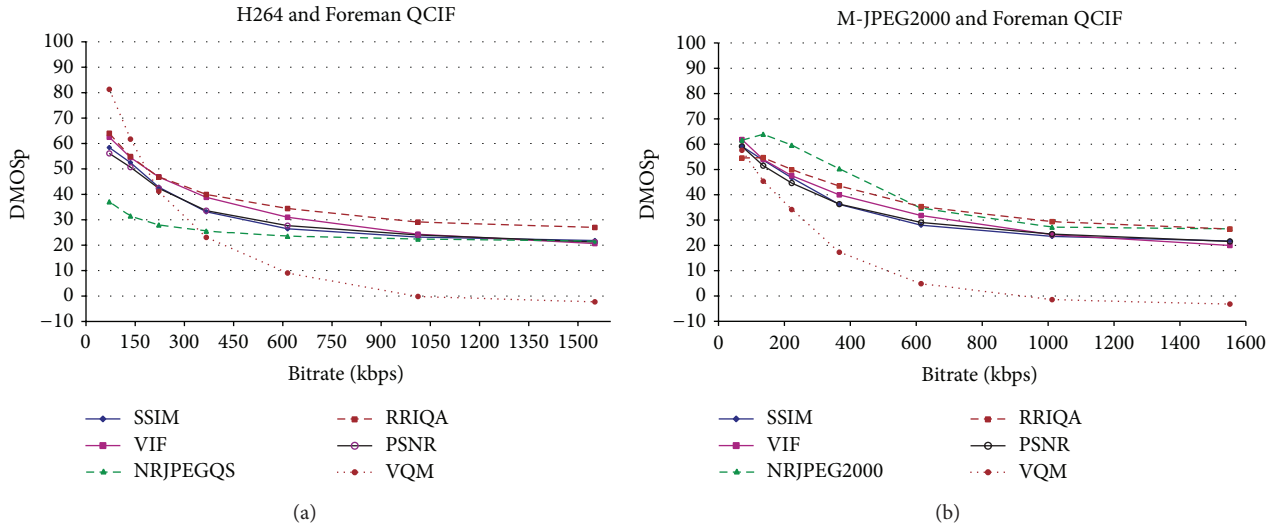 H264 and Foreman QCIF
100
90
80
70
60
50
40
30
20
10
0
−10
DMOSp
0 150 300 450 600 750 900 1050 1200 1350 1500
Bitrate (kbps)
SSIM
VIF
NRJPEGQS
RRIQA
PSNR
VQM
(a)
M-JPEG2000 and Foreman QCIF
100
90
80
70
60
50
40
30
20
10
0
−10
DMOSp
0 200 400 600 800 1000 1200 1400 1600
Bitrate (kbps)
SSIM
VIF
NRJPEG2000
RRIQA
PSNR
VQM
(b)